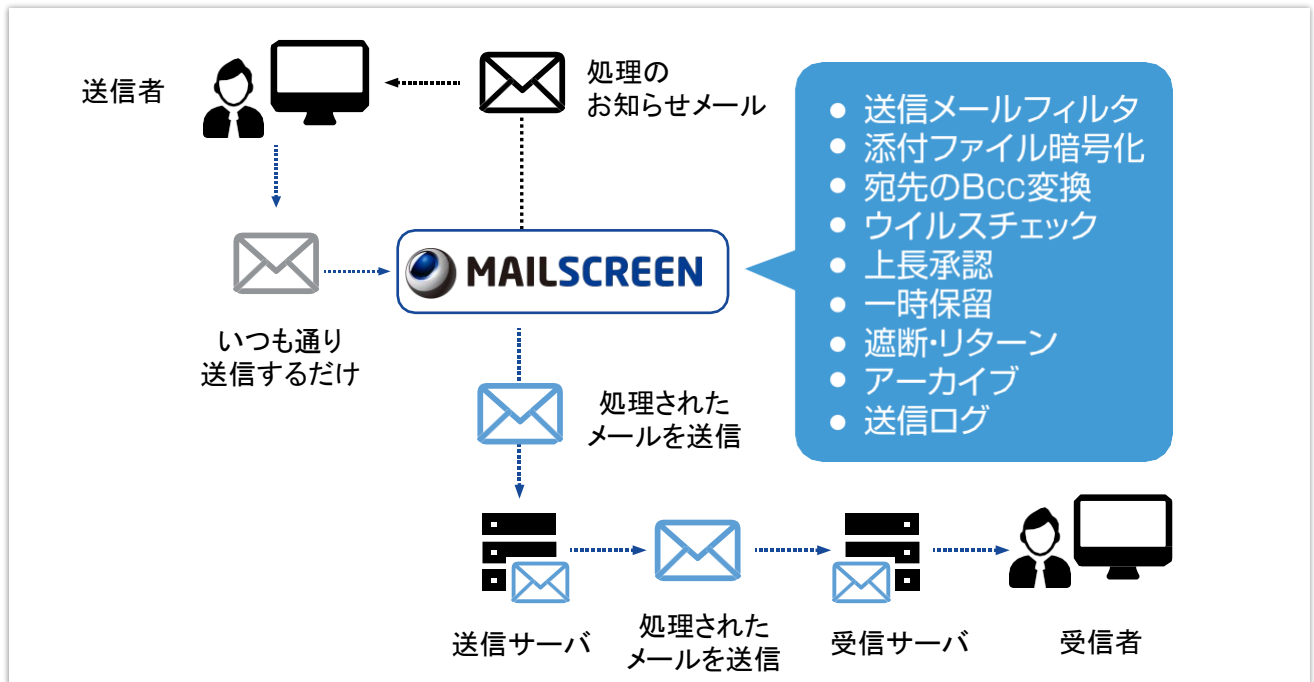 送信者
処理の
お知らせメール
いつも通り
送信するだけ
MAILSCREEN
● 送信メールフィルタ
● 添付ファイル暗号化
● 宛先のBcc変換
● ウイルスチェック
● 上長承認
● 一時保留
● 遮断・リターン
● アーカイブ
● 送信ログ
処理された
メールを送信
送信サーバ
処理された
メールを送信
受信サーバ
受信者